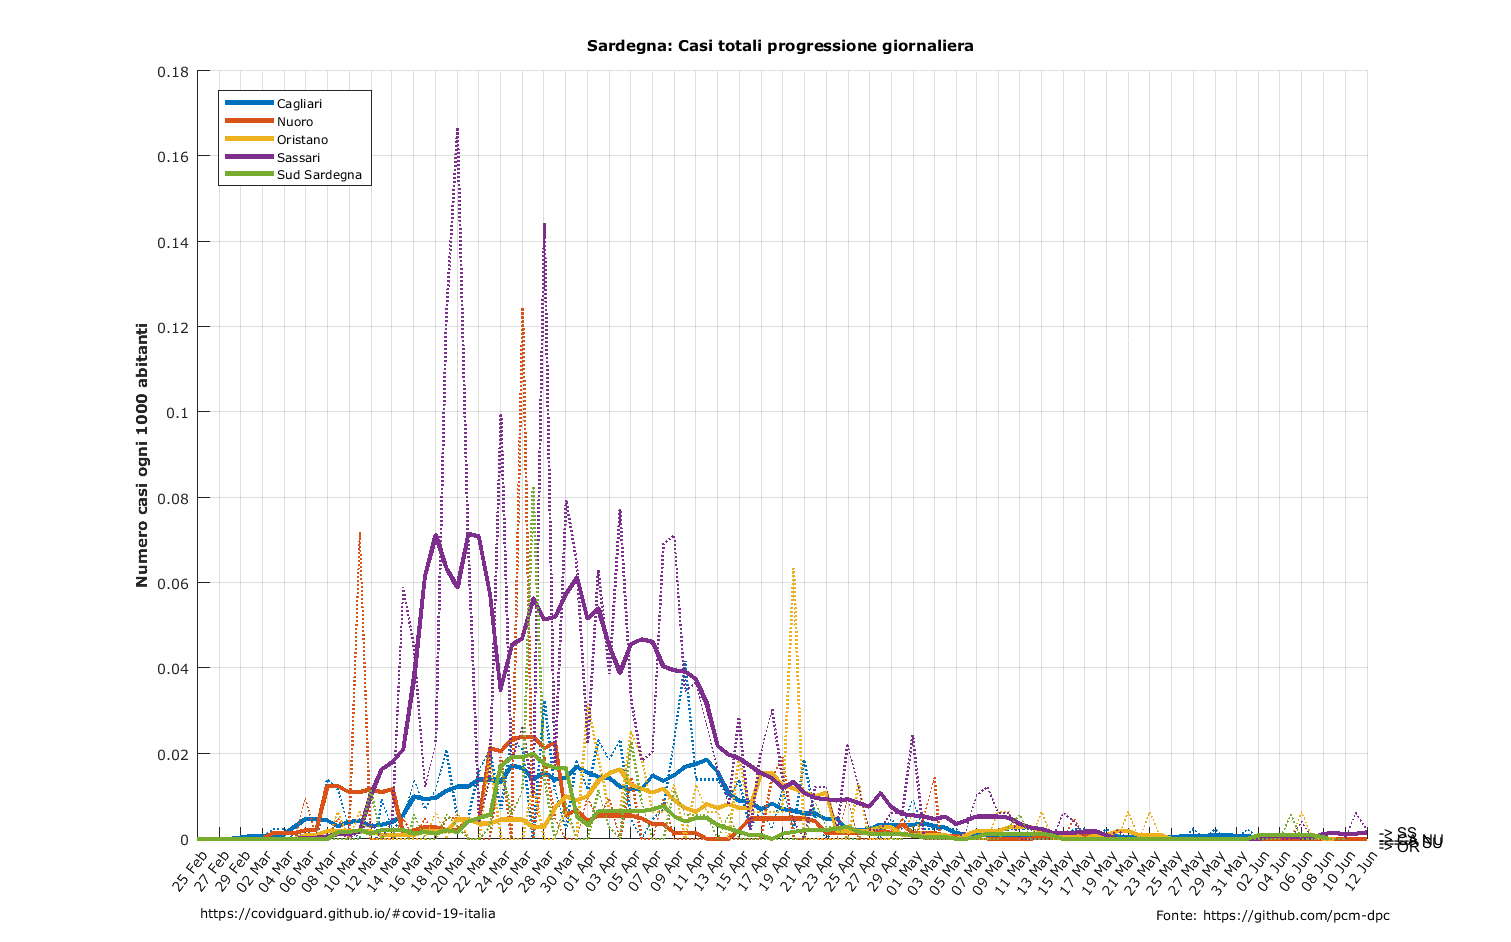 Sardegna: Casi totali progressione giornaliera
0.18
0.16
0.14
0.12
0.1
0.08
0.06
0.04
0.02
0
Numero casi ogni 1000 abitanti
Cagliari
Nuoro
Oristano
Sassari
Sud Sardegna
-> SS
-> OR
25 Feb
27 Feb
29 Feb
02 Mar
04 Mar
06 Mar
08 Mar
10 Mar
12 Mar
14 Mar
16 Mar
18 Mar
20 Mar
22 Mar
24 Mar
26 Mar
28 Mar
30 Mar
01 Apr
03 Apr
05 Apr
07 Apr
09 Apr
11 Apr
13 Apr
15 Apr
17 Apr
19 Apr
21 Apr
23 Apr
25 Apr
27 Apr
29 Apr
01 May
03 May
05 May
07 May
09 May
11 May
13 May
15 May
17 May
19 May
21 May
23 May
25 May
27 May
29 May
31 May
02 Jun
04 Jun
06 Jun
08 Jun
10 Jun
12 Jun
https://covidguard.github.io/#covid-19-italia
Fonte: https://github.com/pcm-dpc